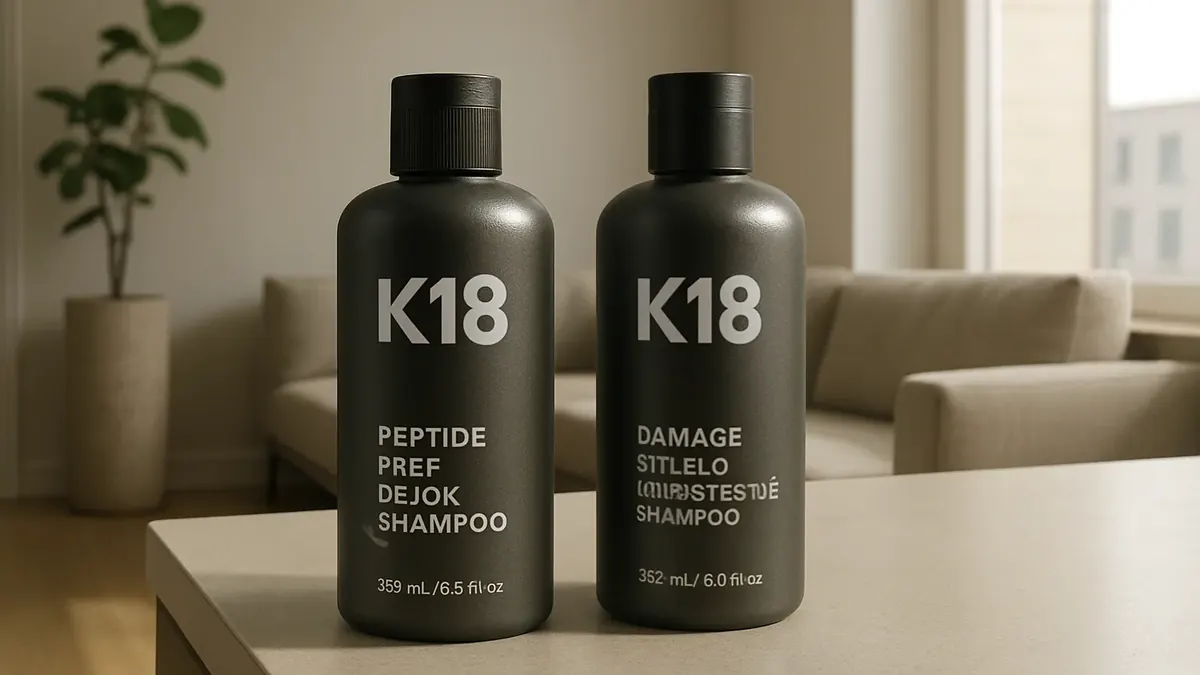 K18
PEPTIDE
PREF
DEJOK
SHAMPOO
359 mL/6.5 fil·oz
K18
DAMAGE
STTLELO
SHAMPOO
352· mL/ 6.0 fil·oz